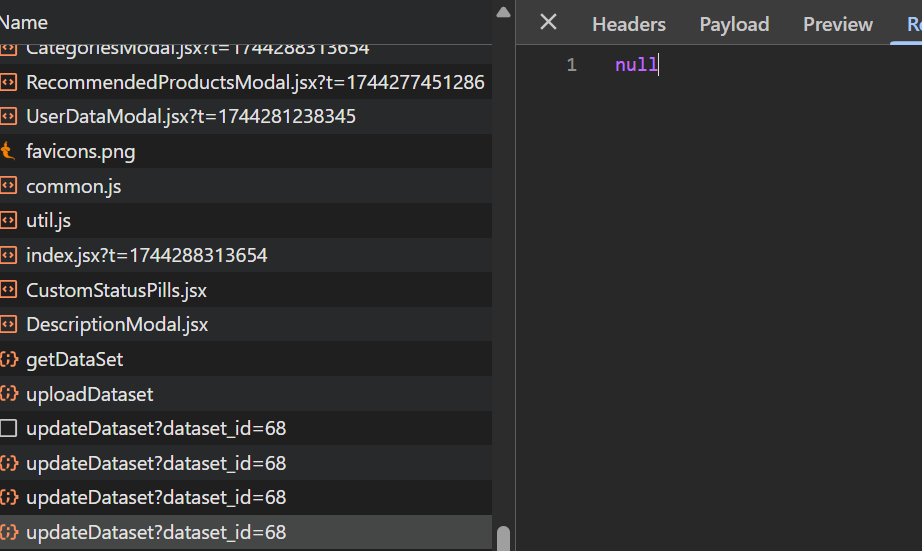 Name
CategoriesModal.jsx?t=1744288313654
RecommendedProductsModal.jsx?t=1744277451286
UserDataModal.jsx?t=1744281238345
favicons.png
common.js
util.js
index.jsx?t=1744288313654
CustomStatusPills.jsx
DescriptionModal.jsx
getDataSet
uploadDataset
updateDataset?dataset_id=68
updateDataset?dataset_id=68
updateDataset?dataset_id=68
updateDataset?dataset_id=68
Headers Payload Preview
1 null